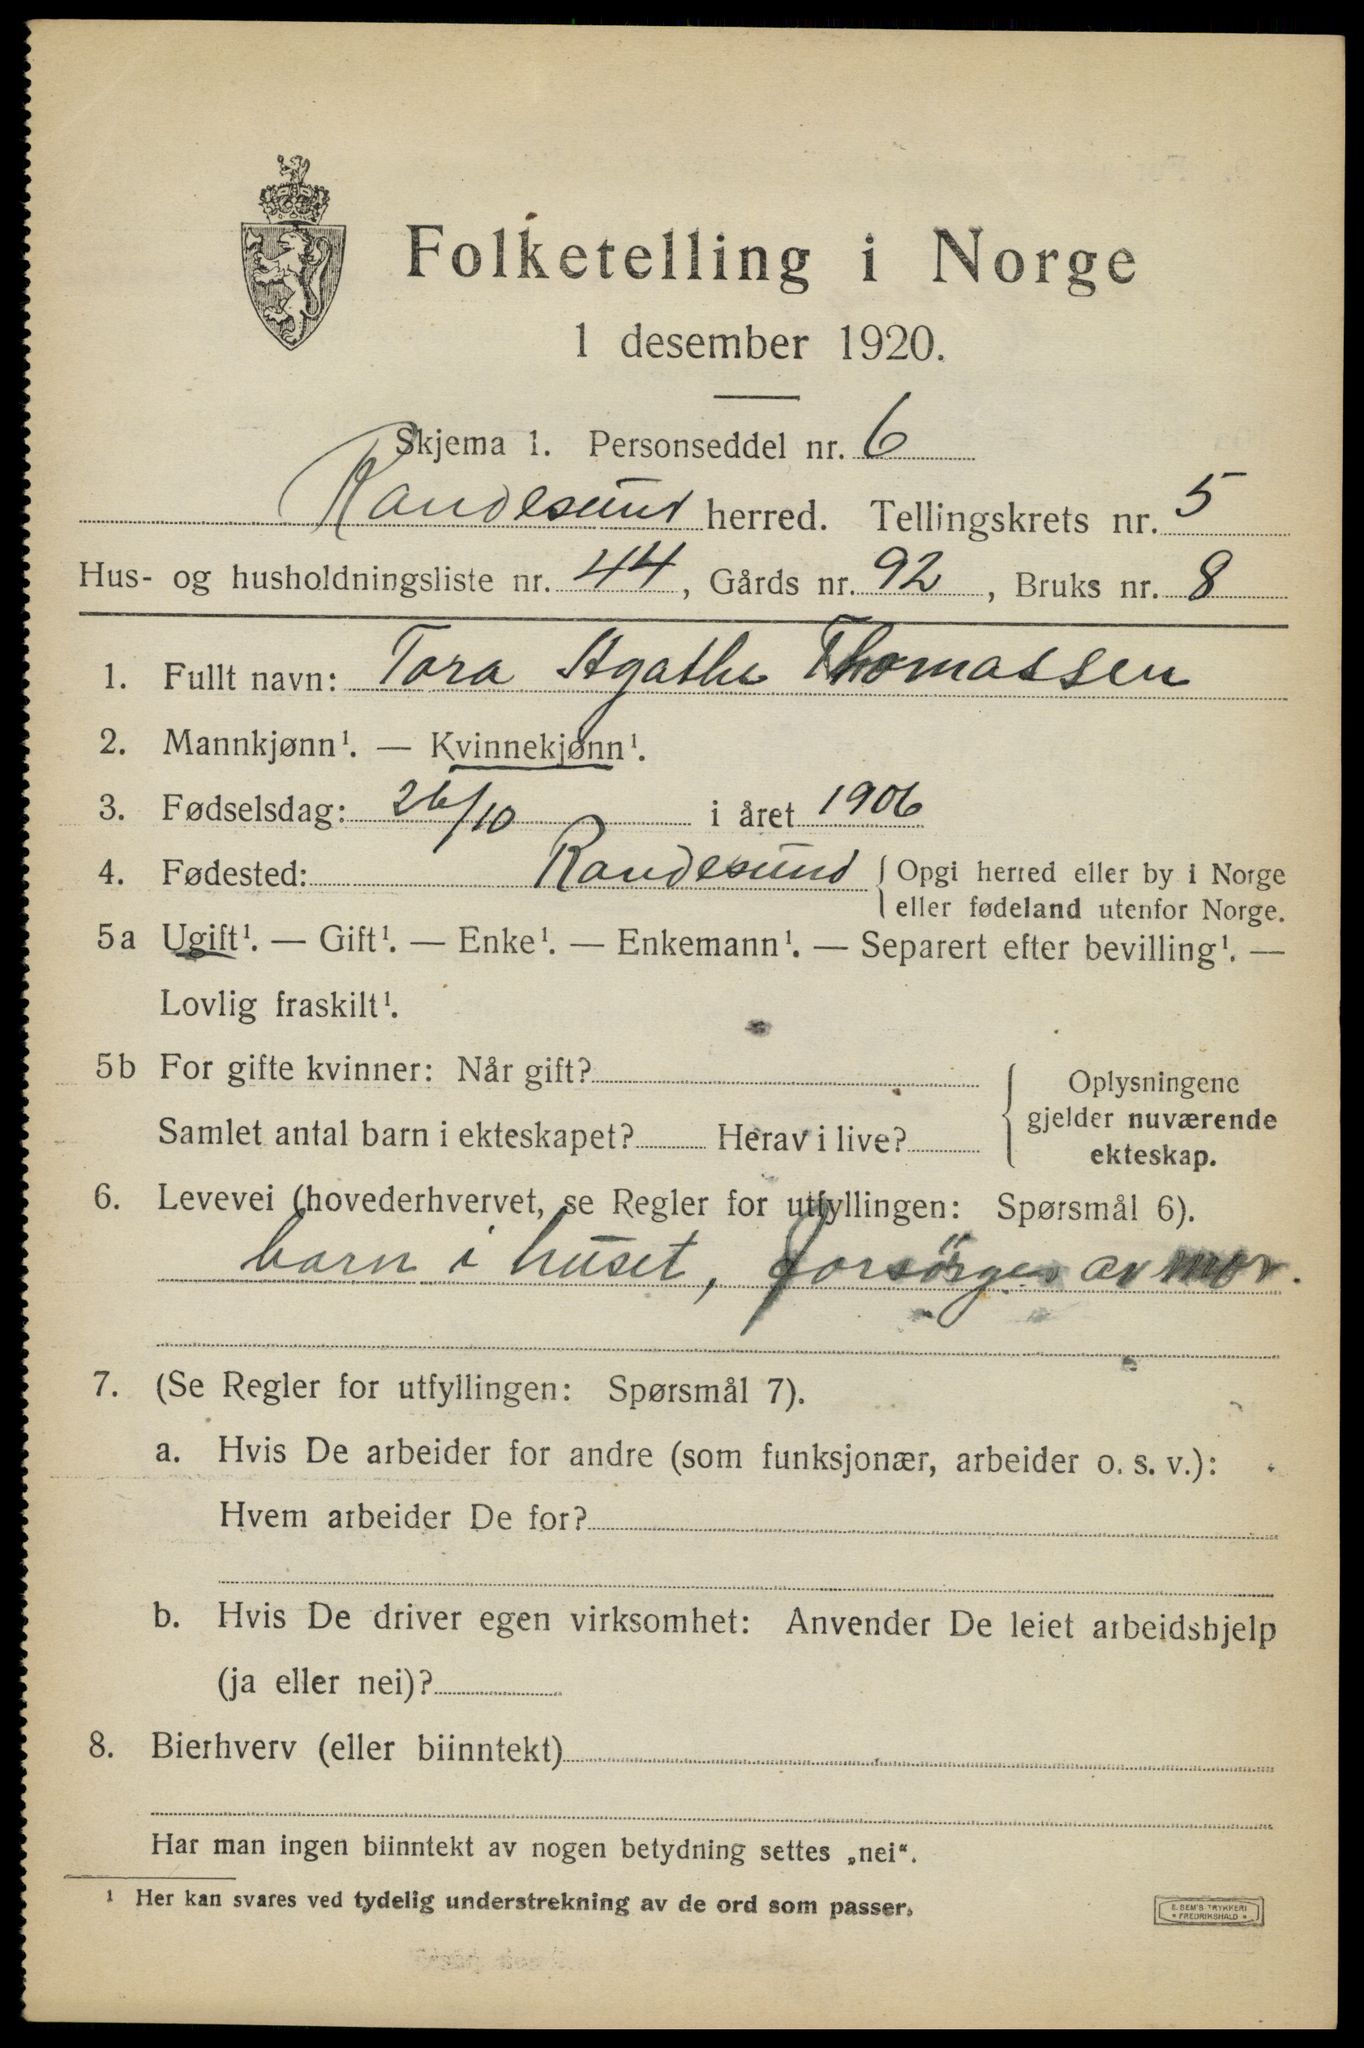 Folketelling i Norge
1 desember 1920.
Skjema 1. Personseddel nr. 6
Randesund herred. Tellingskrets nr. 5
Hus- og husholdningsliste nr. 44, Gårds nr. 92, Bruks nr. 8
1. Fullt navn: Tora Agathe Thomassen
2. Mannkjønn¹. — Kvinnekjønn¹.
3. Fødselsdag: 26/10 i året 1906
4. Fødested: Randesund {Opgi herred eller by i Norge
eller fødeland utenfor Norge.
5a Ugift¹. — Gift¹. — Enke¹. — Enkemann¹. — Separert efter bevilling¹. —
Lovlig fraskilt¹.
5b For gifte kvinner: Når gift?
Samlet antal barn i ekteskapet? Herav i live?
{Oplysningene
gjelder nuværende
ekteskap.
6. Levevei (hovederhvervet, se Regler for utfyllingen: Spørsmål 6).
barn i huset, forsörges av mor.
7. (Se Regler for utfyllingen: Spørsmål 7).
a. Hvis De arbeider for andre (som funksjonær, arbeider o. s. v.):
Hvem arbeider De for?
b. Hvis De driver egen virksomhet: Anvender De leiet arbeidshjelp
(ja eller nei)?
8. Bierhverv (eller biinntekt)
Har man ingen biinntekt av nogen betydning settes „nei“.
1 Her kan svares ved tydelig understrekning av de ord som passer.
E. SEM'S TRYKKERI
* FREDRIKSHALD *